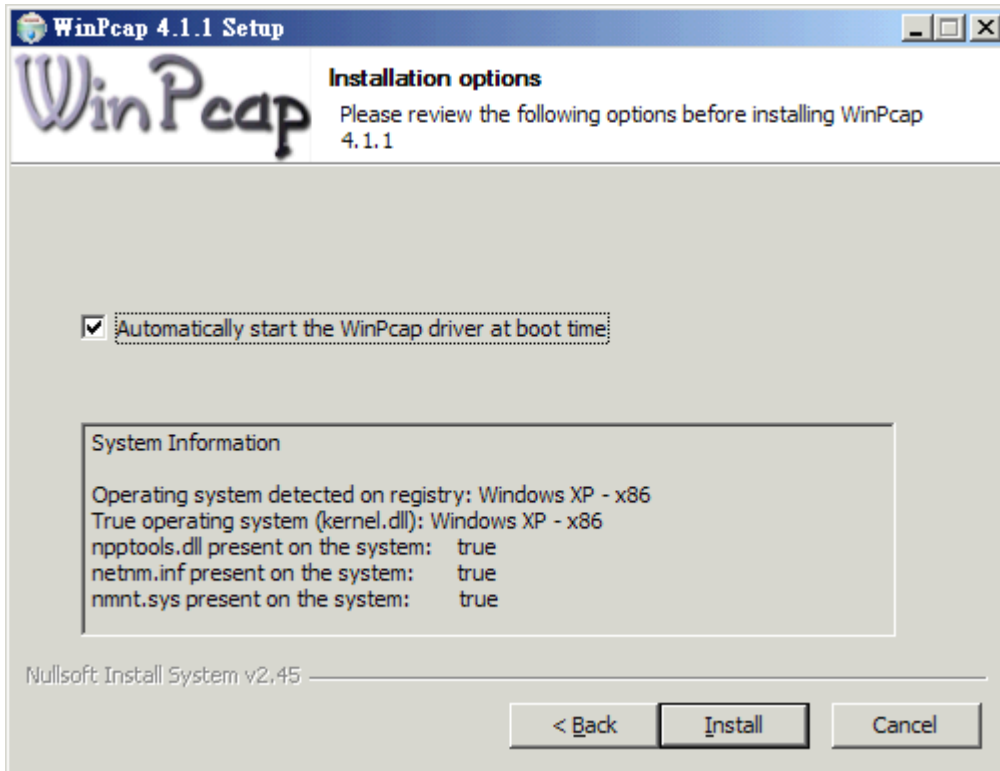 WinPcap 4.1.1 Setup
WinPcap
Installation options
Please review the following options before installing WinPcap
4.1.1
Automatically start the WinPcap driver at boot time
System Information
Operating system detected on registry: Windows XP - x86
True operating system (kernel.dll): Windows XP - x86
npptools.dll present on the system: true
netnm.inf present on the system: true
nmnt.sys present on the system: true
Nullsoft Install System v2.45
< Back
Install
Cancel